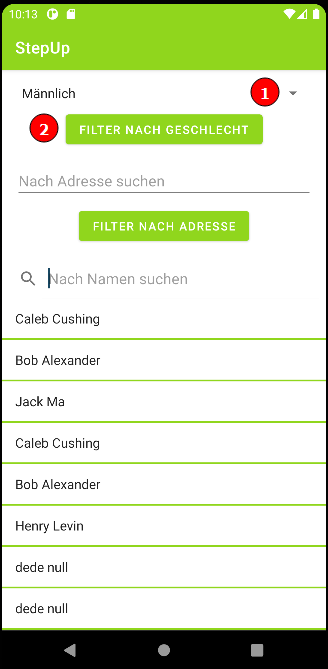 10:13
StepUp
Männlich
1
2
FILTER NACH GESCHLECHT
Nach Adresse suchen
FILTER NACH ADRESSE
Nach Namen suchen
Caleb Cushing
Bob Alexander
Jack Ma
Caleb Cushing
Bob Alexander
Henry Levin
dede null
dede null